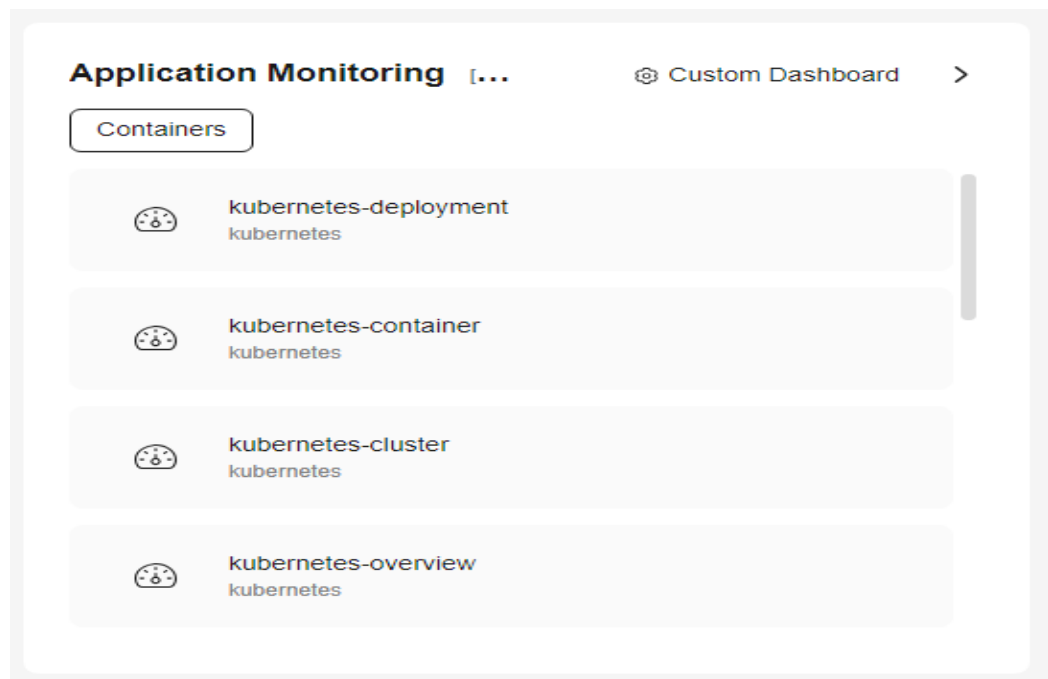 Application Monitoring [... Custom Dashboard >
Containers
kubernetes-deployment
kubernetes
kubernetes-container
kubernetes
kubernetes-cluster
kubernetes
kubernetes-overview
kubernetes